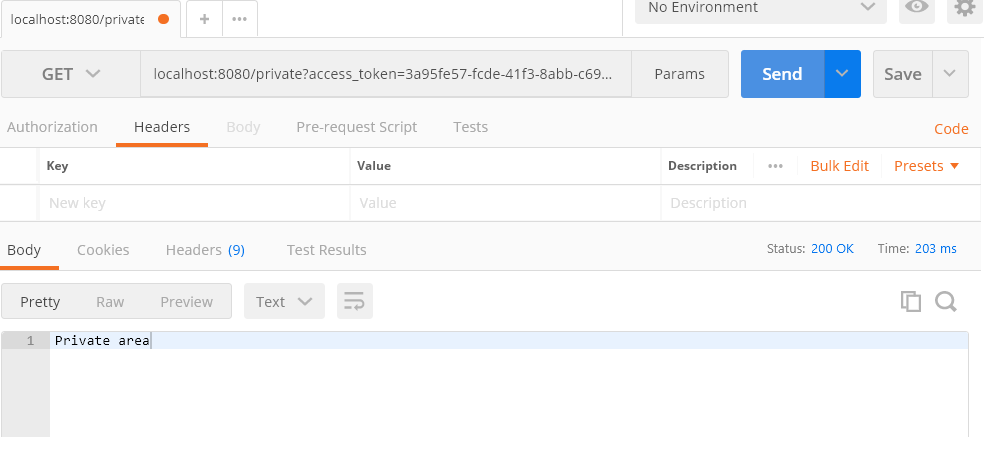 localhost:8080/private
No Environment
GET localhost:8080/private?access_token=3a95fe57-fcde-41f3-8abb-c69... Params Send Save
Authorization Headers Body Pre-request Script Tests Code
Key Value Description Bulk Edit Presets
New key Value Description
Body Cookies Headers (9) Test Results Status: 200 OK Time: 203 ms
Pretty Raw Preview Text
1 Private area